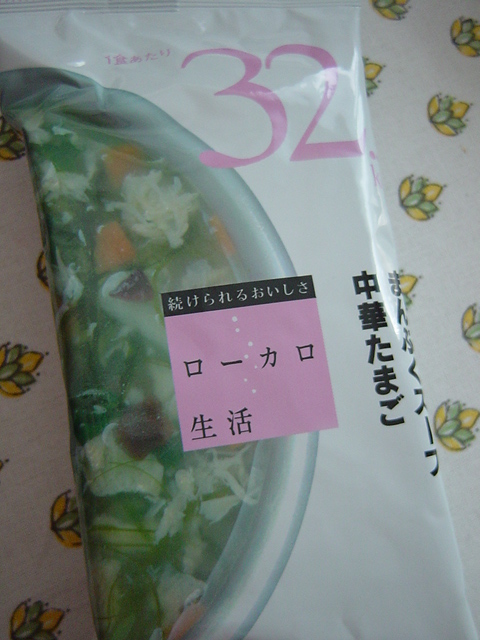 1食あたり
32
続けられるおいしさ
ローカロ
生活
まんぷくスープ
中華たまご